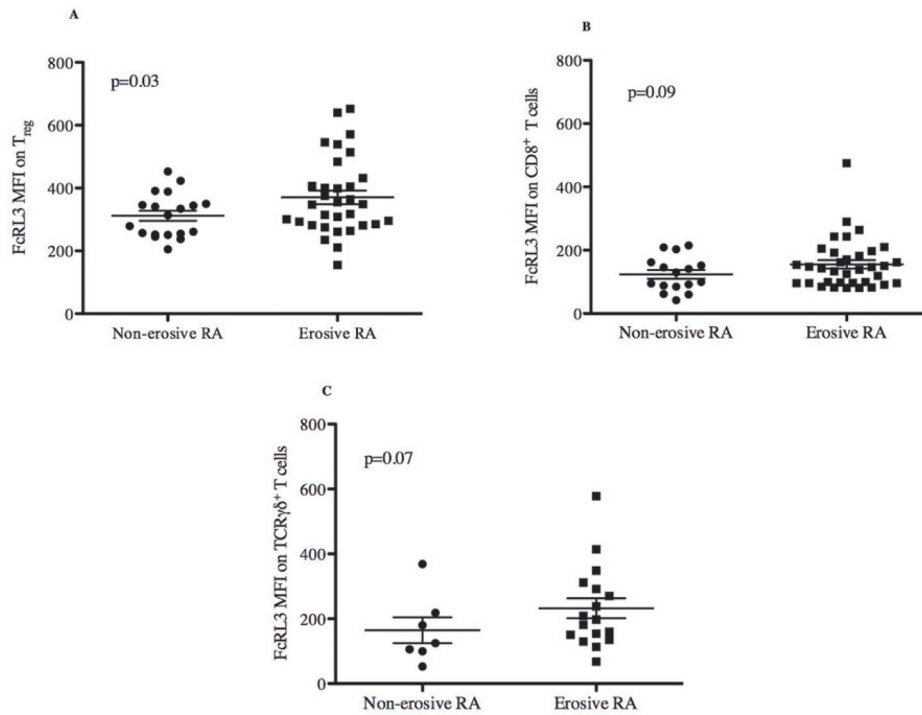 A
FcRL3 MFI on Treg
800
600
400
200
0
p=0.03
Non-erosive RA
Erosive RA
B
FcRL3 MFI on CD8+ T cells
800
600
400
200
0
p=0.09
Non-erosive RA
Erosive RA
C
FcRL3 MFI on TCRγδ+ T cells
800
600
400
200
0
p=0.07
Non-erosive RA
Erosive RA